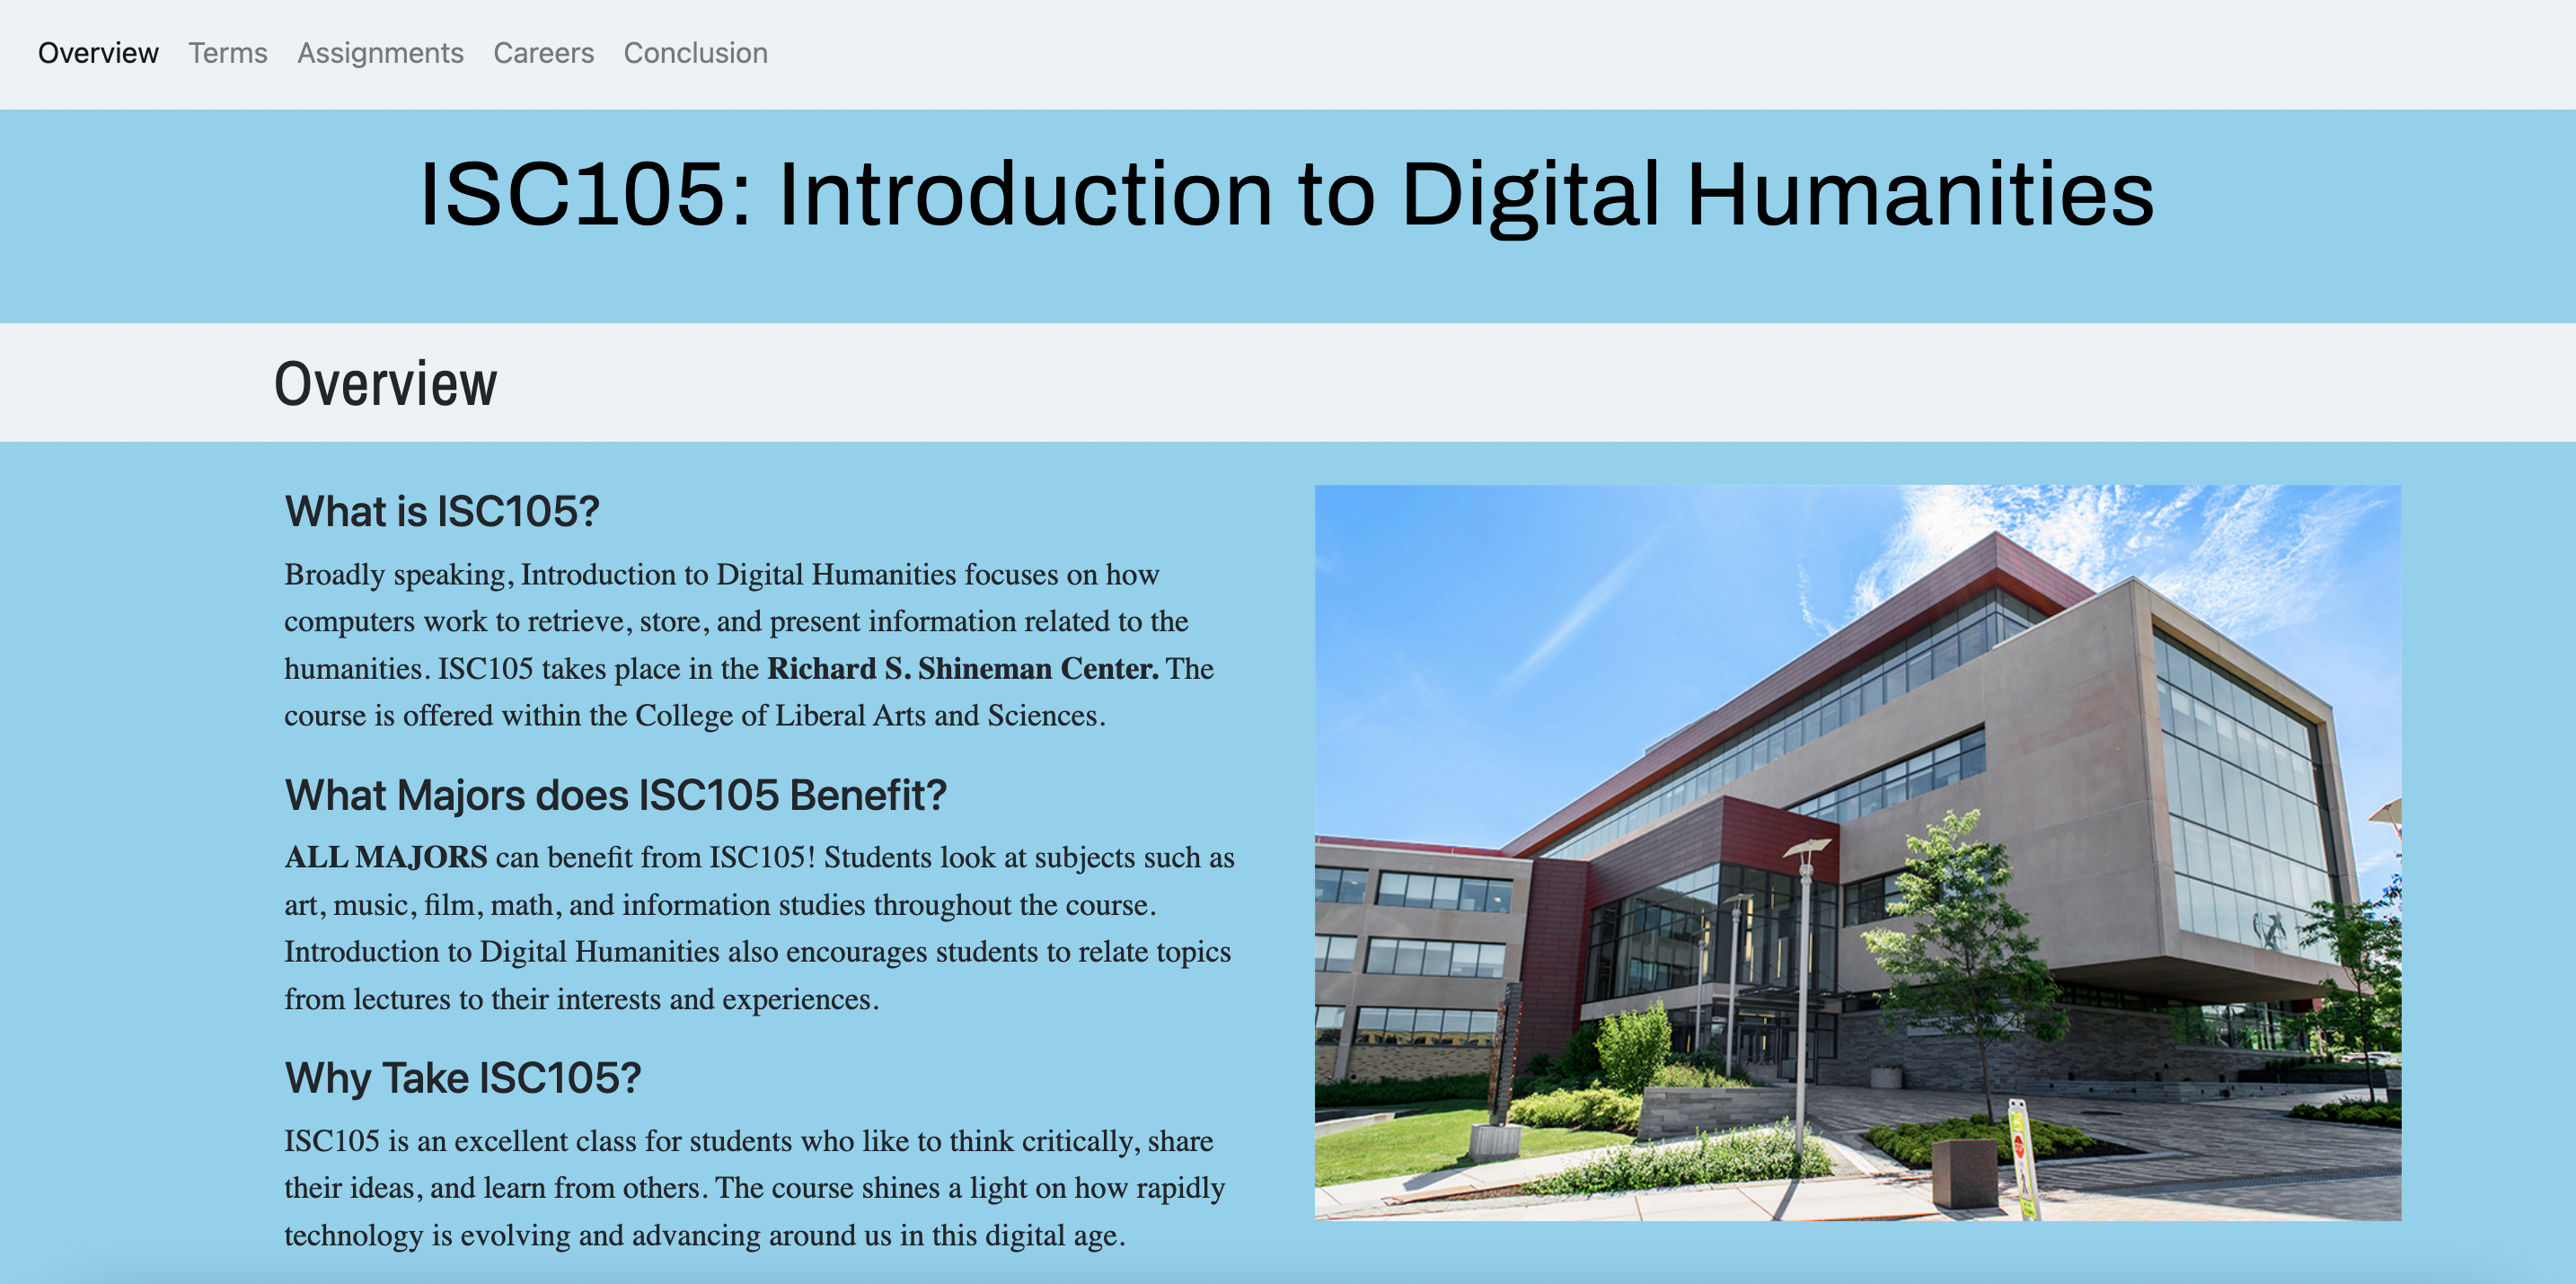 Overview Terms Assignments Careers Conclusion
ISC105: Introduction to Digital Humanities
Overview
What is ISC105?
Broadly speaking, Introduction to Digital Humanities focuses on how
computers work to retrieve, store, and present information related to the
humanities. ISC105 takes place in the Richard S. Shineman Center. The
course is offered within the College of Liberal Arts and Sciences.
What Majors does ISC105 Benefit?
ALL MAJORS can benefit from ISC105! Students look at subjects such as
art, music, film, math, and information studies throughout the course.
Introduction to Digital Humanities also encourages students to relate topics
from lectures to their interests and experiences.
Why Take ISC105?
ISC105 is an excellent class for students who like to think critically, share
their ideas, and learn from others. The course shines a light on how rapidly
technology is evolving and advancing around us in this digital age.